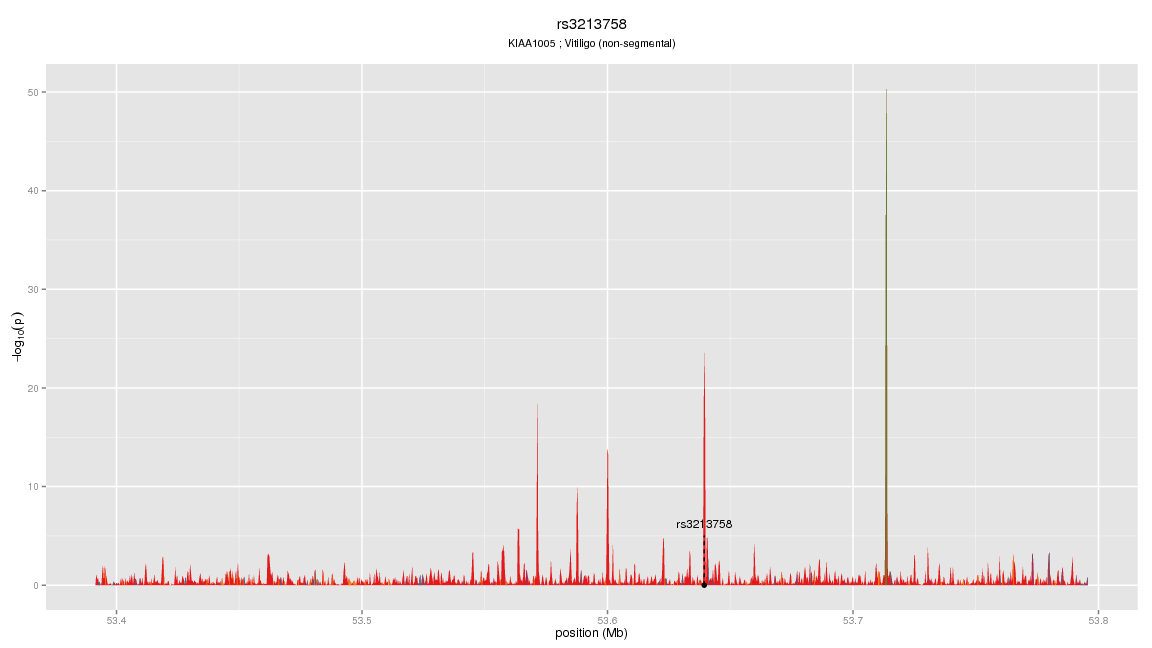 rs3213758
KIAA1005 ; Vitiligo (non-segmental)
50
40
30
20
10
0
−log10(p)
rs3213758
53.4 53.5 53.6 53.7 53.8
position (Mb)